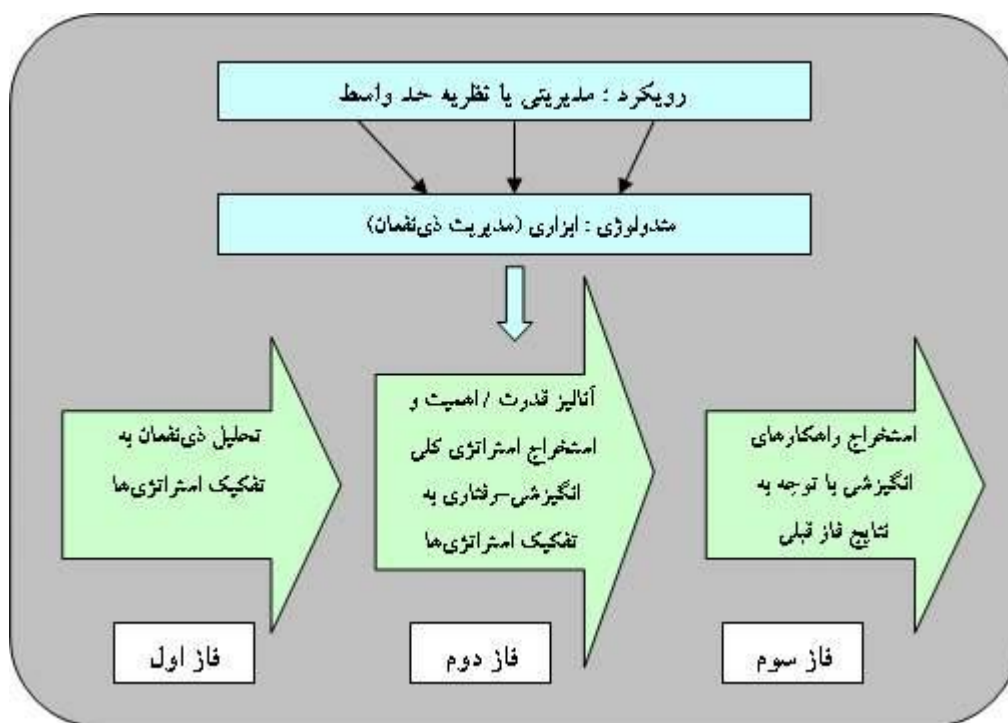 رویکرد : مدیریتی یا نظریه حد واسط
متدولوژی : ابزاری (مدیریت ذی‌نفعان)
تحلیل ذی‌نفعان به
تفکیک استراتژی‌ها
آنالیز قدرت / اهمیت و
استخراج استراتژی کلی
انگیزشی-رفتاری به
تفکیک استراتژی‌ها
استخراج راهکارهای
انگیزشی با توجه به
نتایج فاز قبلی
فاز اول
فاز دوم
فاز سوم